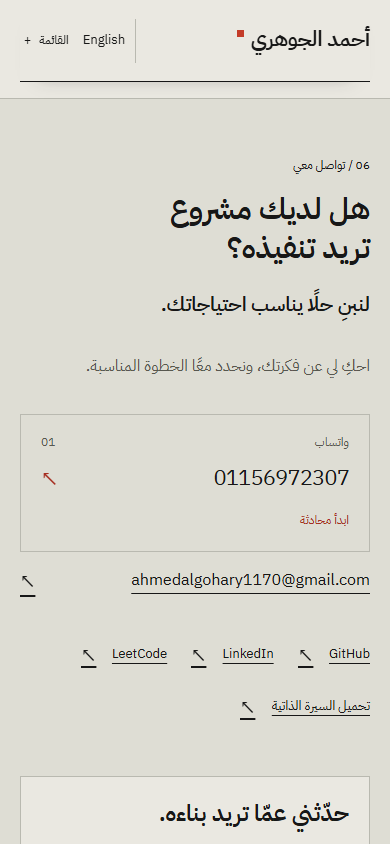 أحمد الجوهري
English
القائمة +
06 / تواصل معي
هل لديك مشروع
تريد تنفيذه؟
لنبنِ حلًا يناسب احتياجاتك.
احكِ لي عن فكرتك، ونحدد معًا الخطوة المناسبة.
واتساب
01
01156972307
ابدأ محادثة
ahmedalgohary1170@gmail.com
GitHub
LinkedIn
LeetCode
تحميل السيرة الذاتية
حدّثني عمّا تريد بناءه.